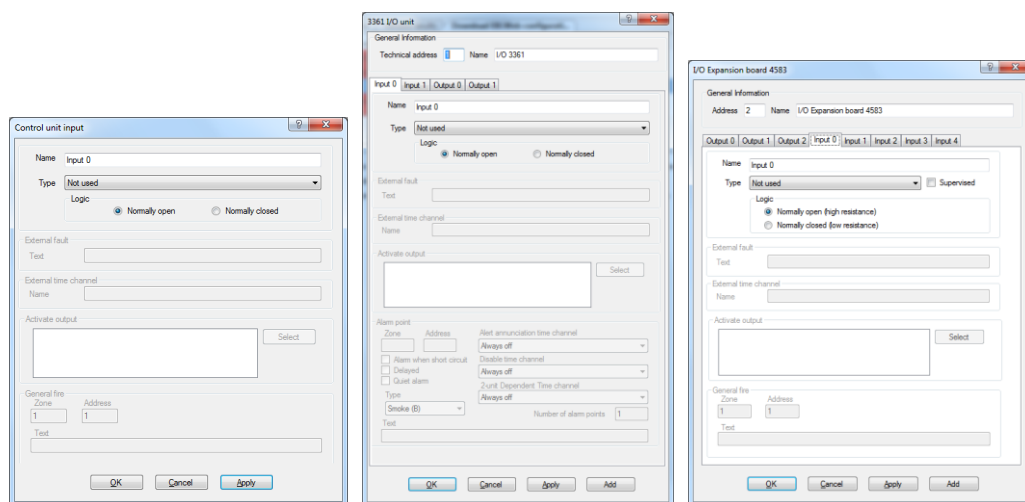 Control unit input
Name
Input 0
Type
Not used
Logic
Normally open
Normally closed
External fault
Text
External time channel
Name
Activate output
Select
General fire
Zone
Address
1
1
Text
OK
Cancel
Apply
3361 I/O unit
General Information
Technical address
1
Name
I/O 3361
Input 0
Input 1
Output 0
Output 1
Name
Input 0
Type
Not used
Logic
Normally open
Normally closed
External fault
Text
External time channel
Name
Activate output
Select
Alarm point
Zone
Address
Alert annunciation time channel
Always off
Alarm when short circuit
Disable time channel
Delayed
Always off
Quiet alarm
2-unit Dependent Time channel
Type
Always off
Smoke (B)
Number of alarm points
1
Text
OK
Cancel
Apply
Add
I/O Expansion board 4583
General Information
Address
2
Name
I/O Expansion board 4583
Output 0
Output 1
Output 2
Input 0
Input 1
Input 2
Input 3
Input 4
Name
Input 0
Type
Not used
Supervised
Logic
Normally open (high resistance)
Normally closed (low resistance)
External fault
Text
External time channel
Name
Activate output
Select
General fire
Zone
Address
1
1
Text
OK
Cancel
Apply
Add